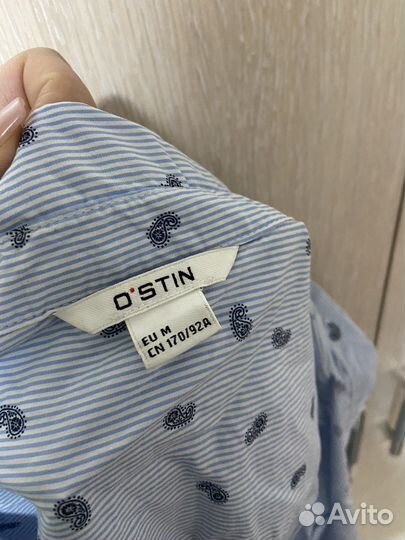 O'STIN
EU M
CN 170/92A
Avito